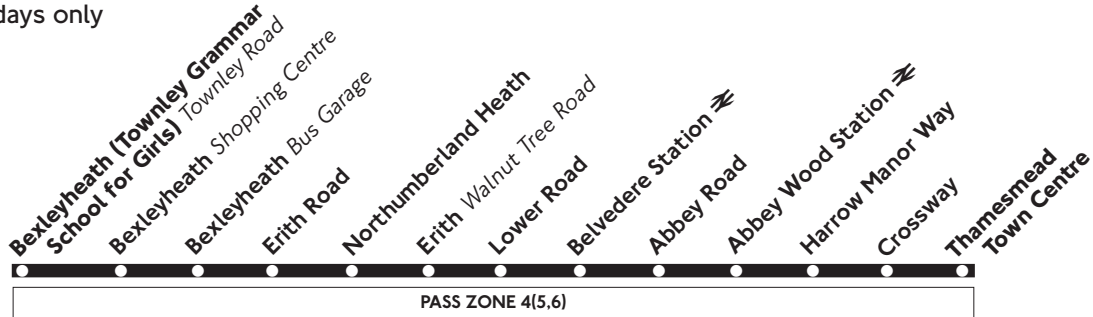 days only
Bexleyheath (Townley Grammar
School for Girls) Townley Road
Bexleyheath Shopping Centre
Bexleyheath Bus Garage
Erith Road
Northumberland Heath
Erith Walnut Tree Road
Lower Road
Belvedere Station
Abbey Road
Abbey Wood Station
Harrow Manor Way
Crossway
Thamesmead
Town Centre
PASS ZONE 4(5,6)